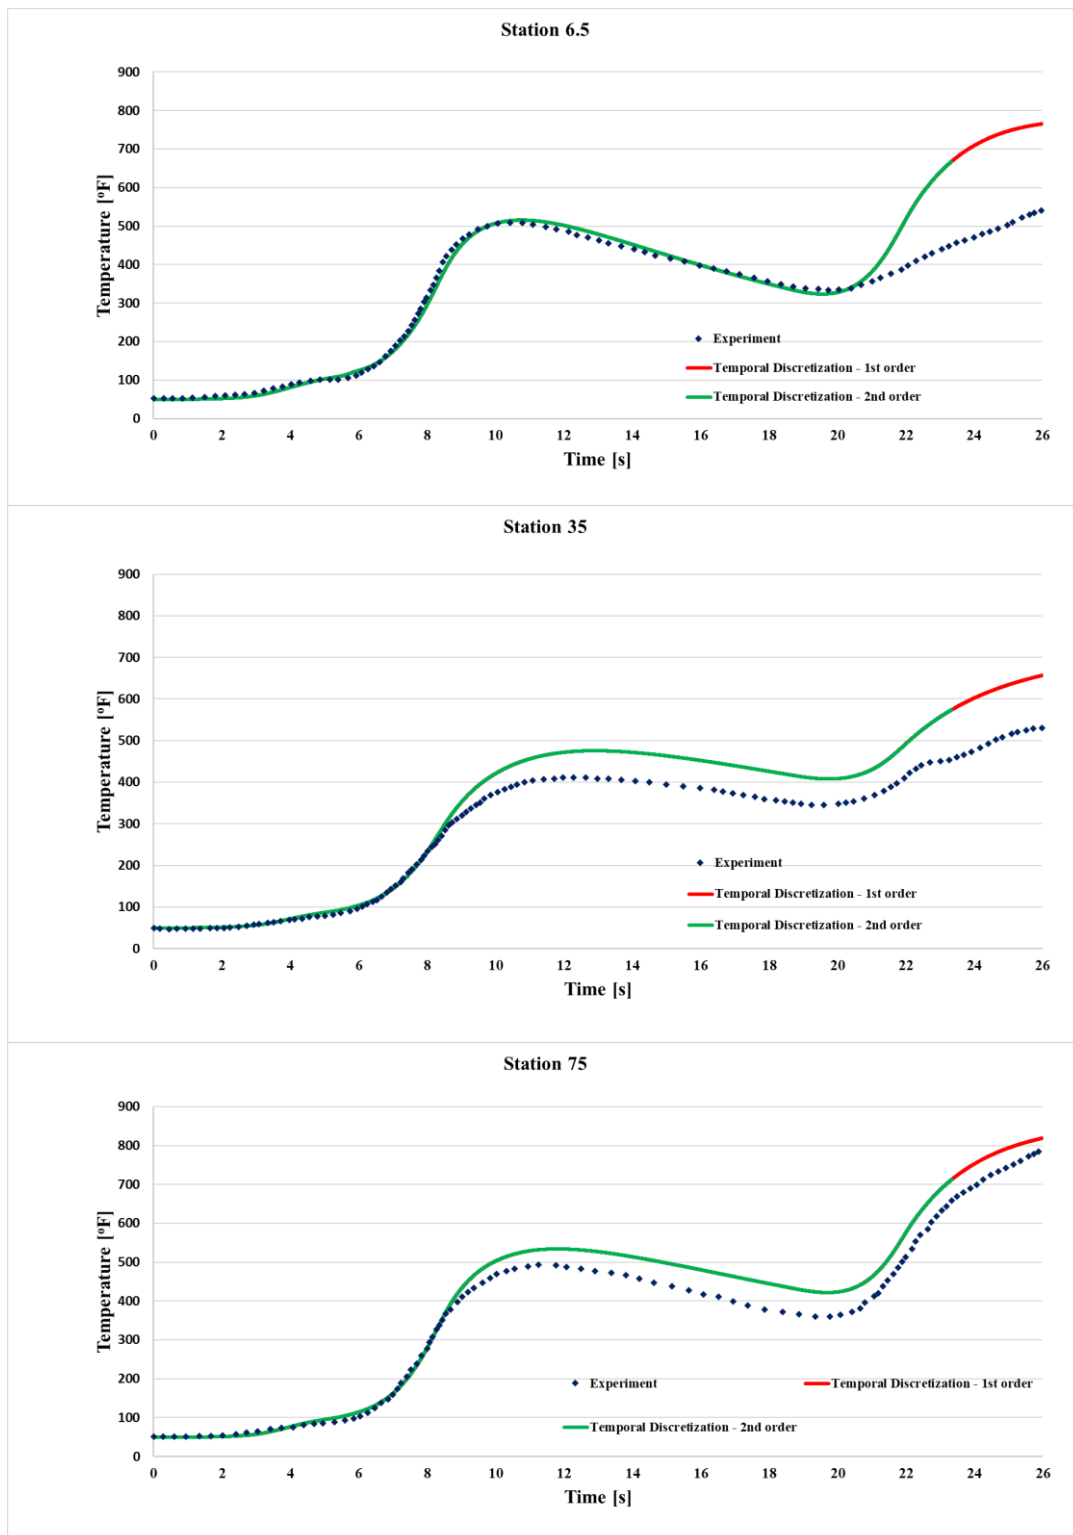 Station 6.5
900
800
700
600
500
400
300
200
100
0
Temperature [°F]
Experiment
Temporal Discretization - 1st order
Temporal Discretization - 2nd order
0 2 4 6 8 10 12 14 16 18 20 22 24 26
Time [s]
Station 35
900
800
700
600
500
400
300
200
100
0
Temperature [°F]
Experiment
Temporal Discretization - 1st order
Temporal Discretization - 2nd order
0 2 4 6 8 10 12 14 16 18 20 22 24 26
Time [s]
Station 75
900
800
700
600
500
400
300
200
100
0
Temperature [°F]
Experiment Temporal Discretization - 1st order
Temporal Discretization - 2nd order
0 2 4 6 8 10 12 14 16 18 20 22 24 26
Time [s]